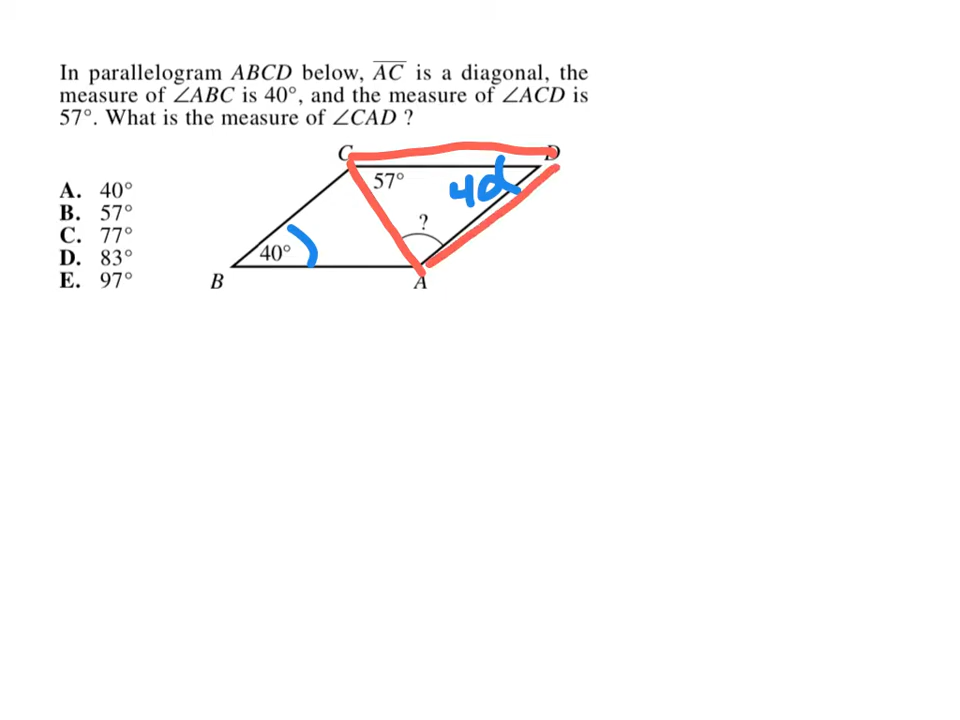 In parallelogram ABCD below, AC is a diagonal, the
measure of ∠ABC is 40°, and the measure of ∠ACD is
57°. What is the measure of ∠CAD ?
C D
A. 40°
B. 57°
C. 77°
D. 83°
E. 97°
57° 40
?
40°
B A